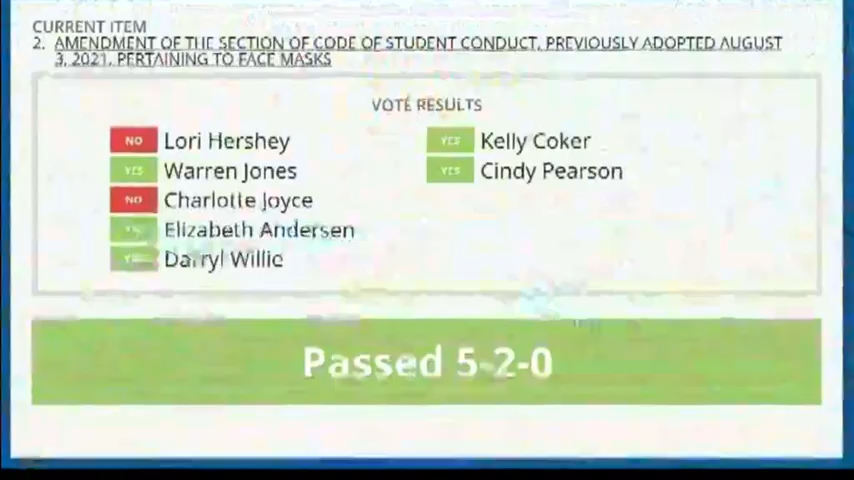 CURRENT ITEM
2. AMENDMENT OF THE SECTION OF CODE OF STUDENT CONDUCT, PREVIOUSLY ADOPTED AUGUST
3, 2021, PERTAINING TO FACE MASKS
VOTE RESULTS
NO Lori Hershey
YES Warren Jones
NO Charlotte Joyce
Elizabeth Andersen
Darryl Willie
YES Kelly Coker
YES Cindy Pearson
Passed 5-2-0